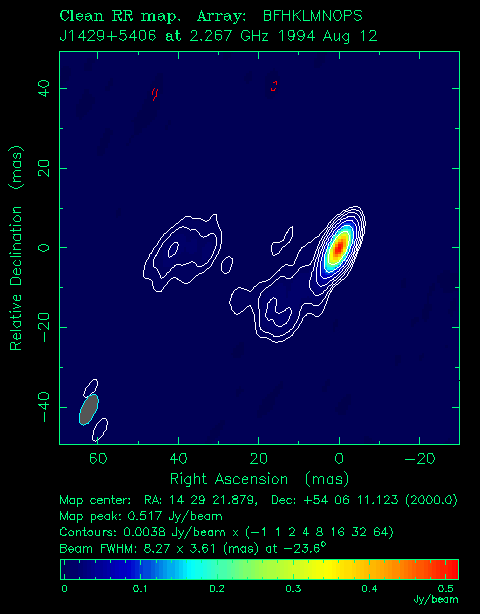 Clean RR map. Array: BFHKLMNOPS
J1429+5406 at 2.267 GHz 1994 Aug 12
Relative Declination (mas)
40
20
0
−20
−40
60 40 20 0 −20
Right Ascension (mas)
Map center: RA: 14 29 21.879, Dec: +54 06 11.123 (2000.0)
Map peak: 0.517 Jy/beam
Contours: 0.0038 Jy/beam x (−1 1 2 4 8 16 32 64)
Beam FWHM: 8.27 x 3.61 (mas) at −23.6°
0 0.1 0.2 0.3 0.4 0.5
Jy/beam